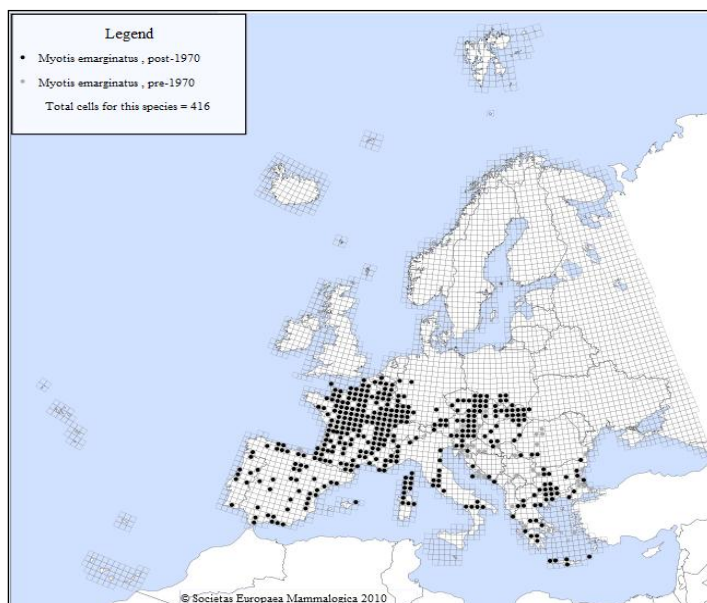 Legend
Myotis emarginatus , post-1970
Myotis emarginatus , pre-1970
Total cells for this species = 416
© Societas Europaea Mammalogica 2010